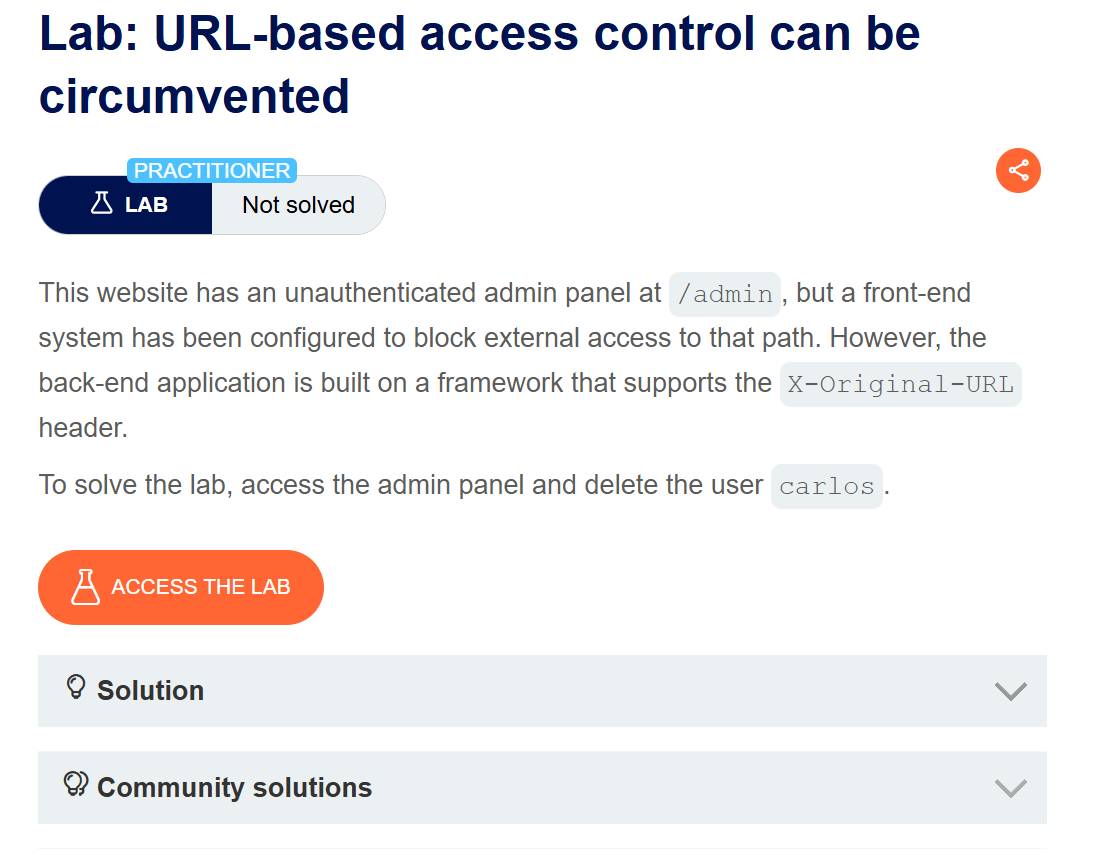 Lab: URL-based access control can be
circumvented
PRACTITIONER
LAB
Not solved
This website has an unauthenticated admin panel at /admin, but a front-end
system has been configured to block external access to that path. However, the
back-end application is built on a framework that supports the X-Original-URL
header.
To solve the lab, access the admin panel and delete the user carlos.
ACCESS THE LAB
Solution
Community solutions